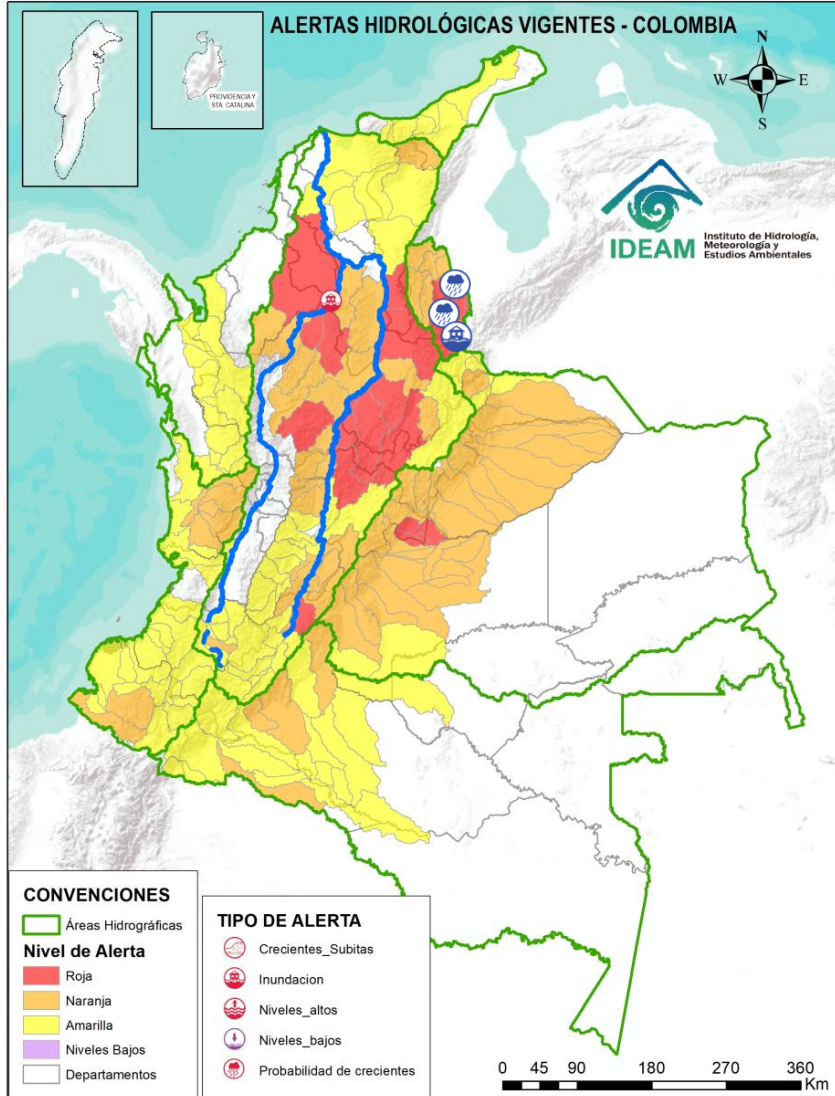 ALERTAS HIDROLÓGICAS VIGENTES - COLOMBIA
PROVIDENCIA Y
STA. CATALINA
N
W
E
S
IDEAM
Instituto de Hidrología,
Meteorología y
Estudios Ambientales
CONVENCIONES
Áreas Hidrográficas
Nivel de Alerta
Roja
Naranja
Amarilla
Niveles Bajos
Departamentos
TIPO DE ALERTA
Crecientes_Subitas
Inundacion
Niveles_altos
Niveles_bajos
Probabilidad de crecientes
0 45 90 180 270 360
Km